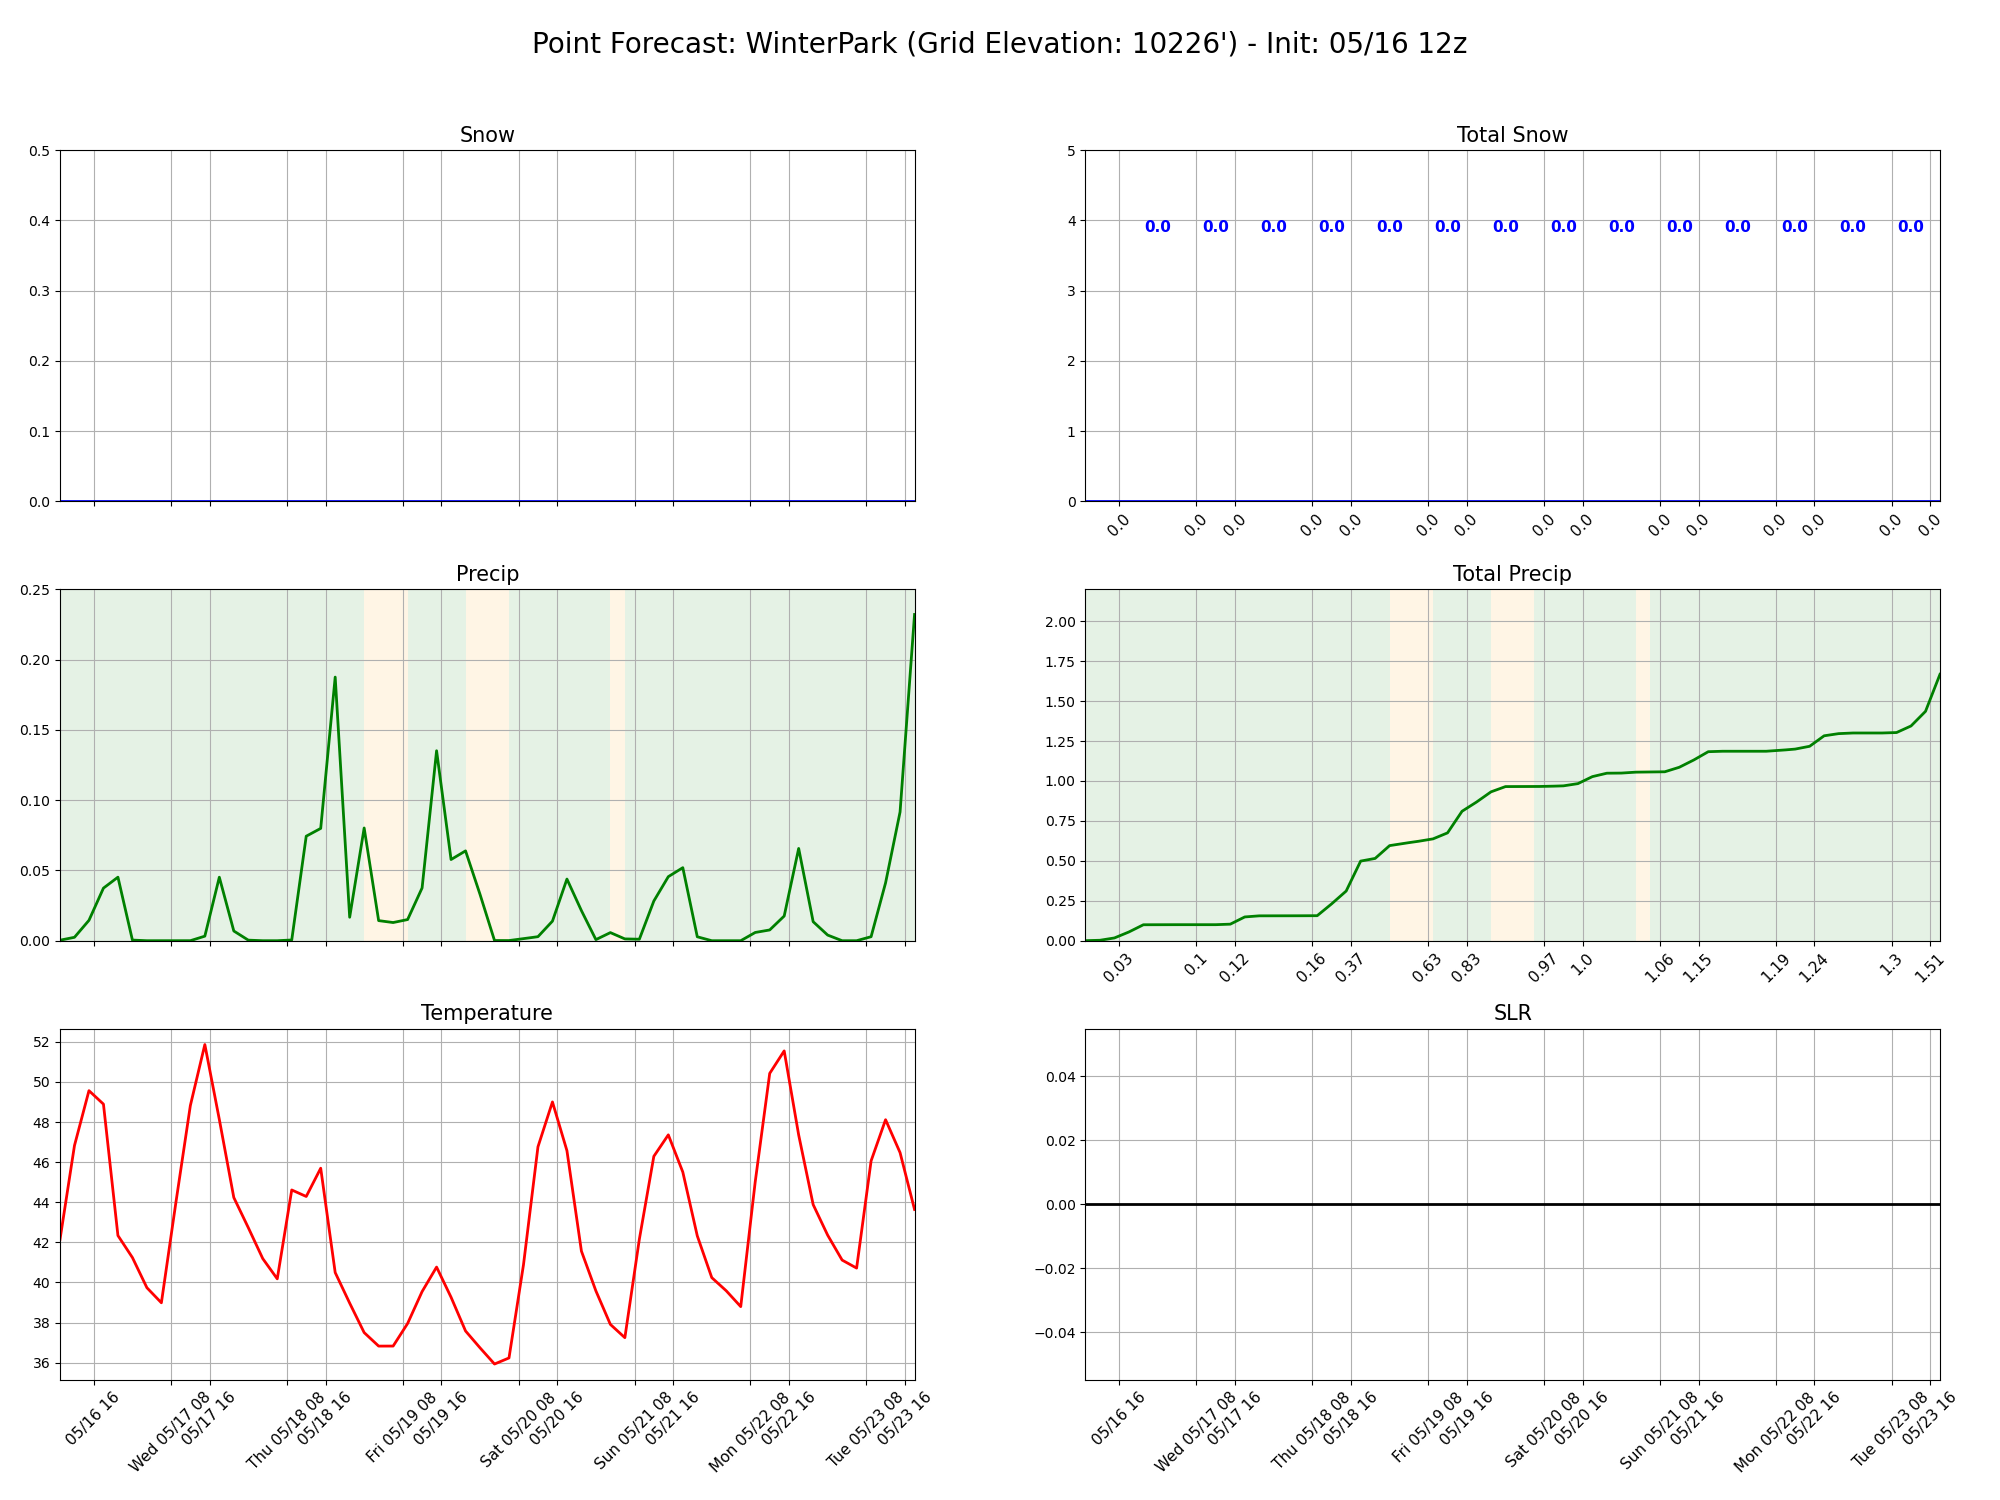 Point Forecast: WinterPark (Grid Elevation: 10226') - Init: 05/16 12z
Snow
0.5
0.4
0.3
0.2
0.1
0.0
Total Snow
5
4
3
2
1
0
0.0 0.0 0.0 0.0 0.0 0.0 0.0 0.0 0.0 0.0 0.0 0.0 0.0 0.0
0.0 0.0 0.0 0.0 0.0 0.0 0.0 0.0 0.0 0.0 0.0 0.0 0.0 0.0 0.0
Precip
0.25
0.20
0.15
0.10
0.05
0.00
Total Precip
2.00
1.75
1.50
1.25
1.00
0.75
0.50
0.25
0.00
0.03 0.1 0.12 0.16 0.37 0.63 0.83 0.97 1.0 1.06 1.15 1.19 1.24 1.3 1.51
Temperature
52
50
48
46
44
42
40
38
36
05/16 16
Wed 05/17 08
05/17 16
Thu 05/18 08
05/18 16
Fri 05/19 08
05/19 16
Sat 05/20 08
05/20 16
Sun 05/21 08
05/21 16
Mon 05/22 08
05/22 16
Tue 05/23 08
05/23 16
SLR
0.04
0.02
0.00
−0.02
−0.04
05/16 16
Wed 05/17 08
05/17 16
Thu 05/18 08
05/18 16
Fri 05/19 08
05/19 16
Sat 05/20 08
05/20 16
Sun 05/21 08
05/21 16
Mon 05/22 08
05/22 16
Tue 05/23 08
05/23 16